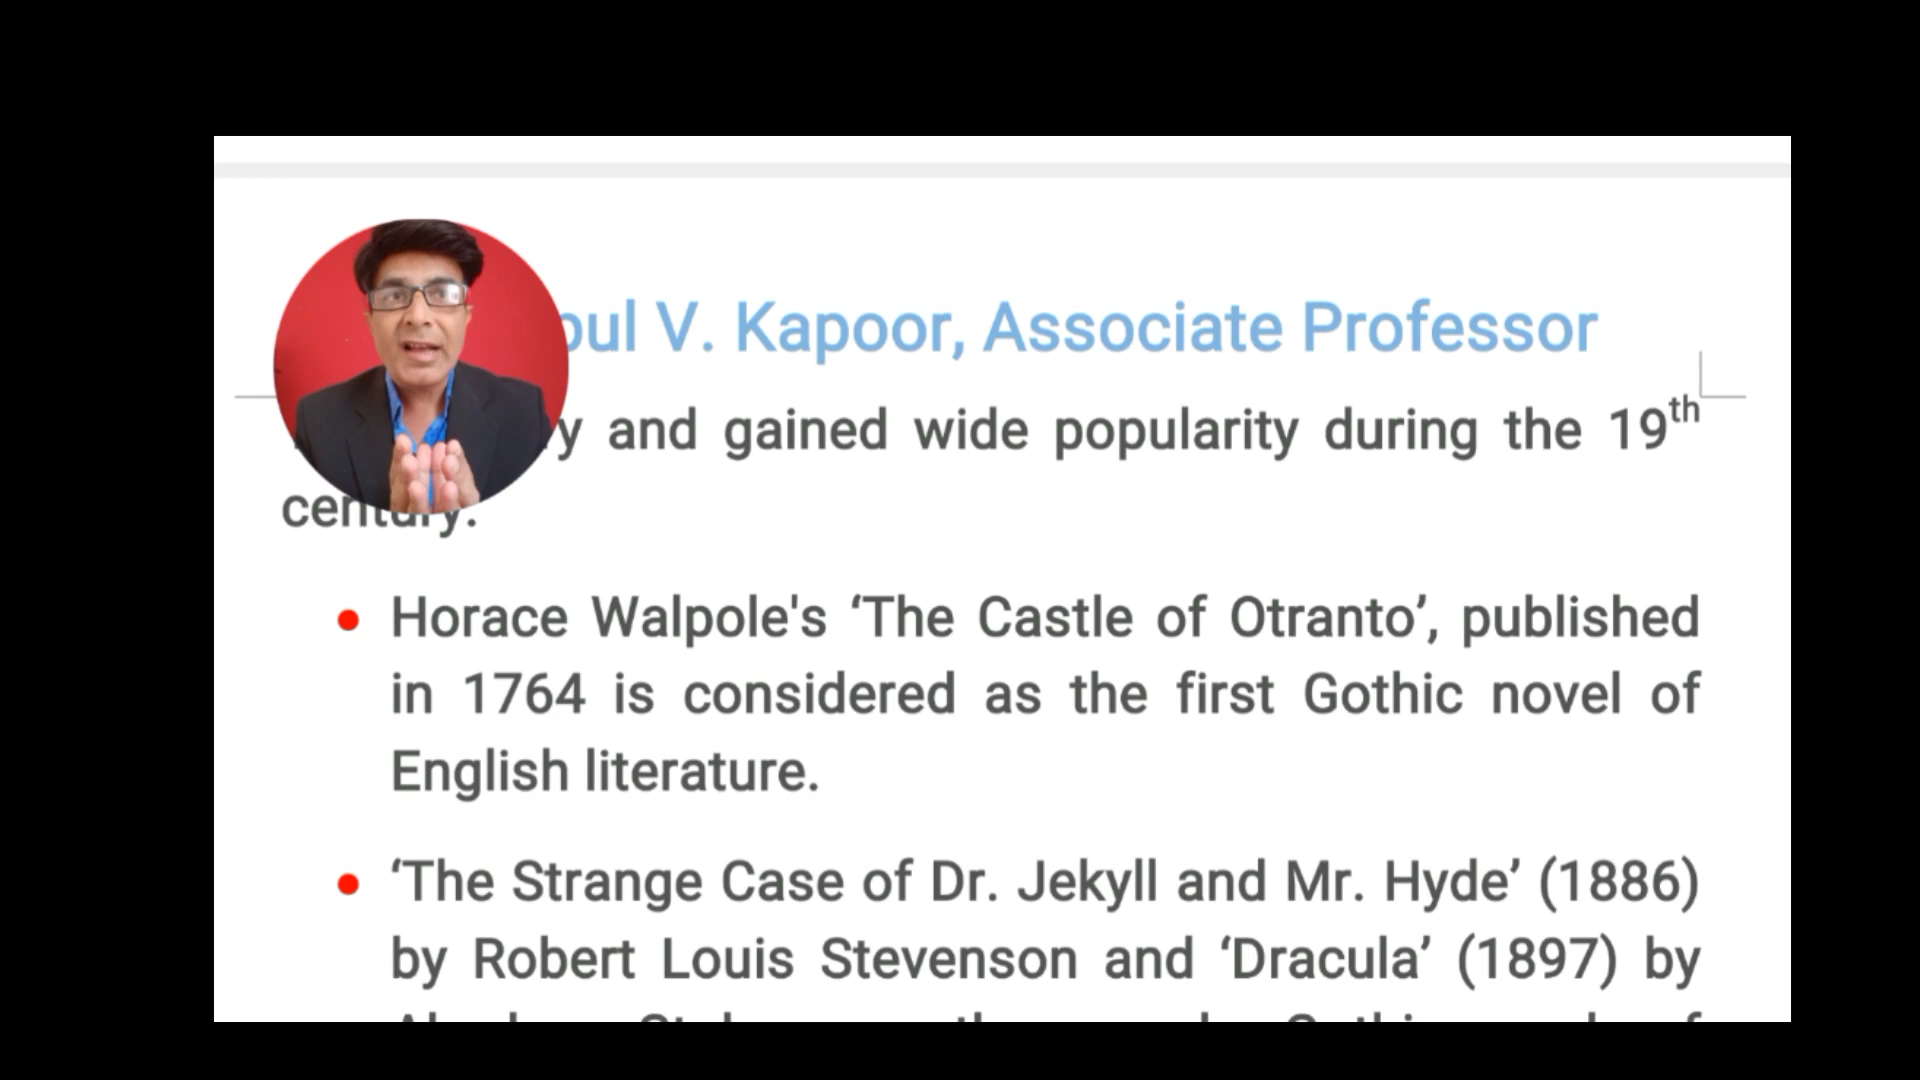 V. Kapoor, Associate Professor
and gained wide popularity during the 19th
century.
Horace Walpole's ‘The Castle of Otranto’, published
in 1764 is considered as the first Gothic novel of
English literature.
‘The Strange Case of Dr. Jekyll and Mr. Hyde’ (1886)
by Robert Louis Stevenson and ‘Dracula’ (1897) by